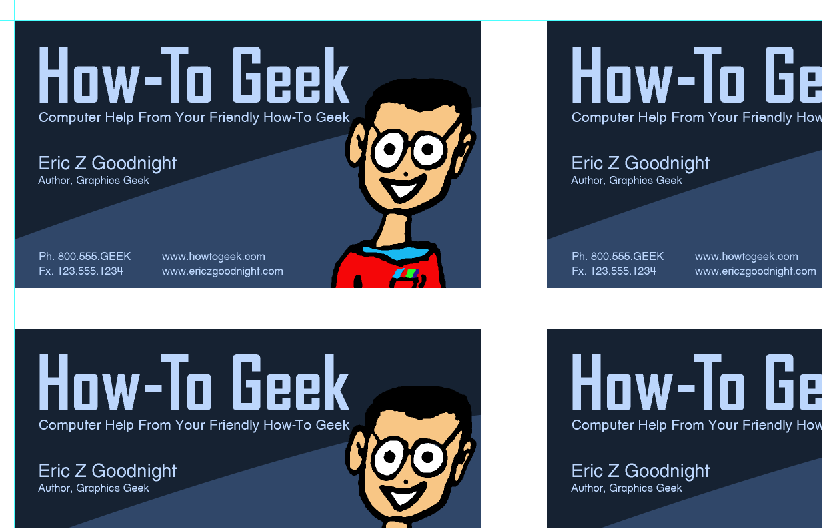 How-To Geek
Computer Help From Your Friendly How-To Geek
Eric Z Goodnight
Author, Graphics Geek
Ph. 800.555.GEEK www.howtogeek.com
Fx. 123.555.1234 www.ericzgoodnight.com
How-To Ge
Computer Help From Your Friendly How
Eric Z Goodnight
Author, Graphics Geek
Ph. 800.555.GEEK www.howtogeek.com
Fx. 123.555.1234 www.ericzgoodnight.com
How-To Geek
Computer Help From Your Friendly How-To Geek
Eric Z Goodnight
Author, Graphics Geek
How-To Ge
Computer Help From Your Friendly How
Eric Z Goodnight
Author, Graphics Geek